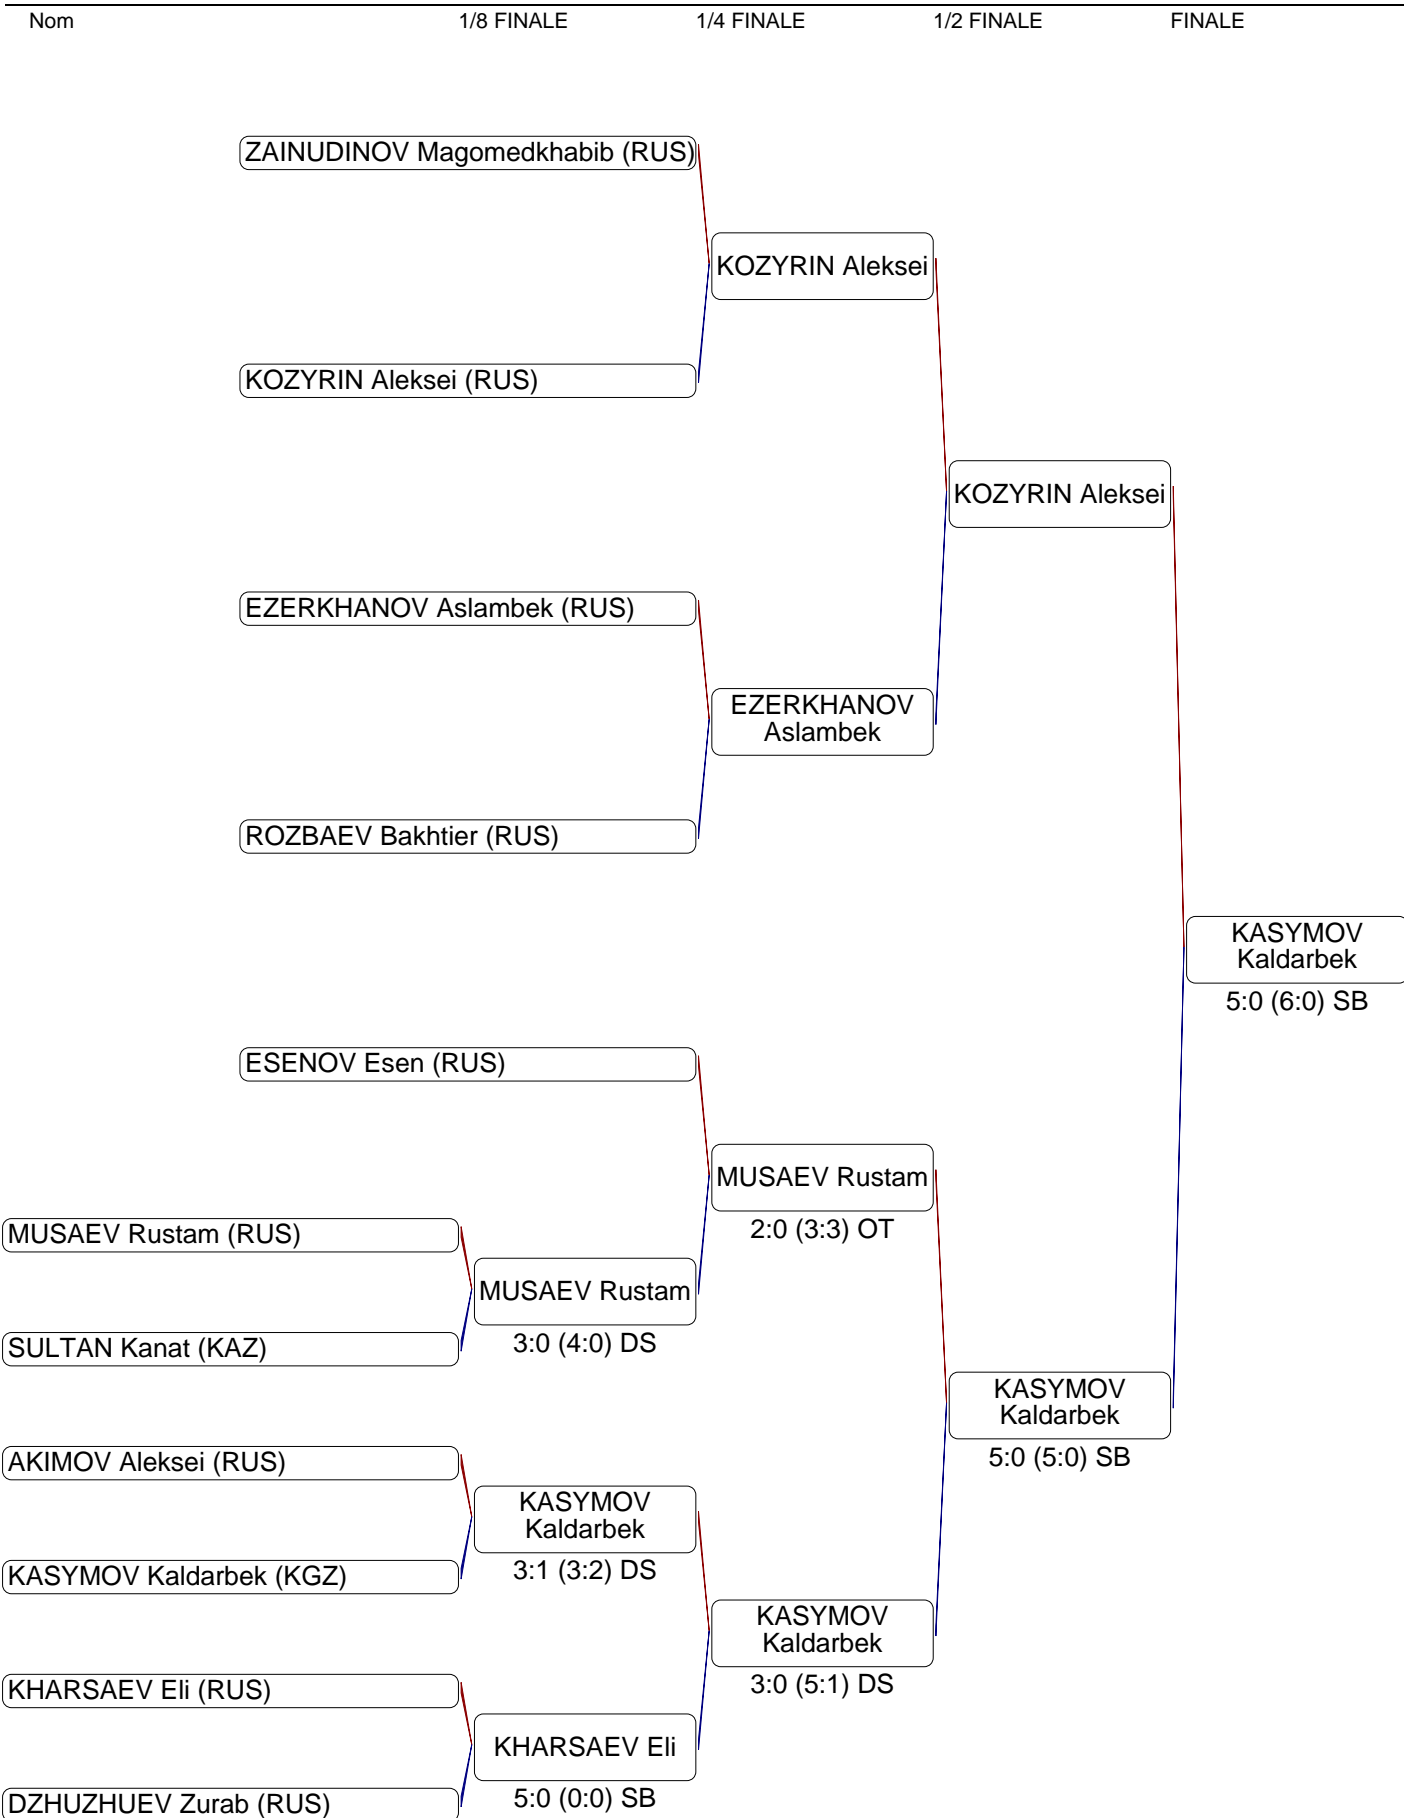 Nom 1/8 FINALE 1/4 FINALE 1/2 FINALE FINALE
ZAINUDINOV Magomedkhabib (RUS)
KOZYRIN Aleksei
KOZYRIN Aleksei (RUS)
KOZYRIN Aleksei
EZERKHANOV Aslambek (RUS)
EZERKHANOV
Aslambek
ROZBAEV Bakhtier (RUS)
KASYMOV
Kaldarbek
5:0 (6:0) SB
ESENOV Esen (RUS)
MUSAEV Rustam
2:0 (3:3) OT
MUSAEV Rustam (RUS)
MUSAEV Rustam
3:0 (4:0) DS
SULTAN Kanat (KAZ)
KASYMOV
Kaldarbek
5:0 (5:0) SB
AKIMOV Aleksei (RUS)
KASYMOV
Kaldarbek
3:1 (3:2) DS
KASYMOV Kaldarbek (KGZ)
KASYMOV
Kaldarbek
3:0 (5:1) DS
KHARSAEV Eli (RUS)
KHARSAEV Eli
5:0 (0:0) SB
DZHUZHUEV Zurab (RUS)